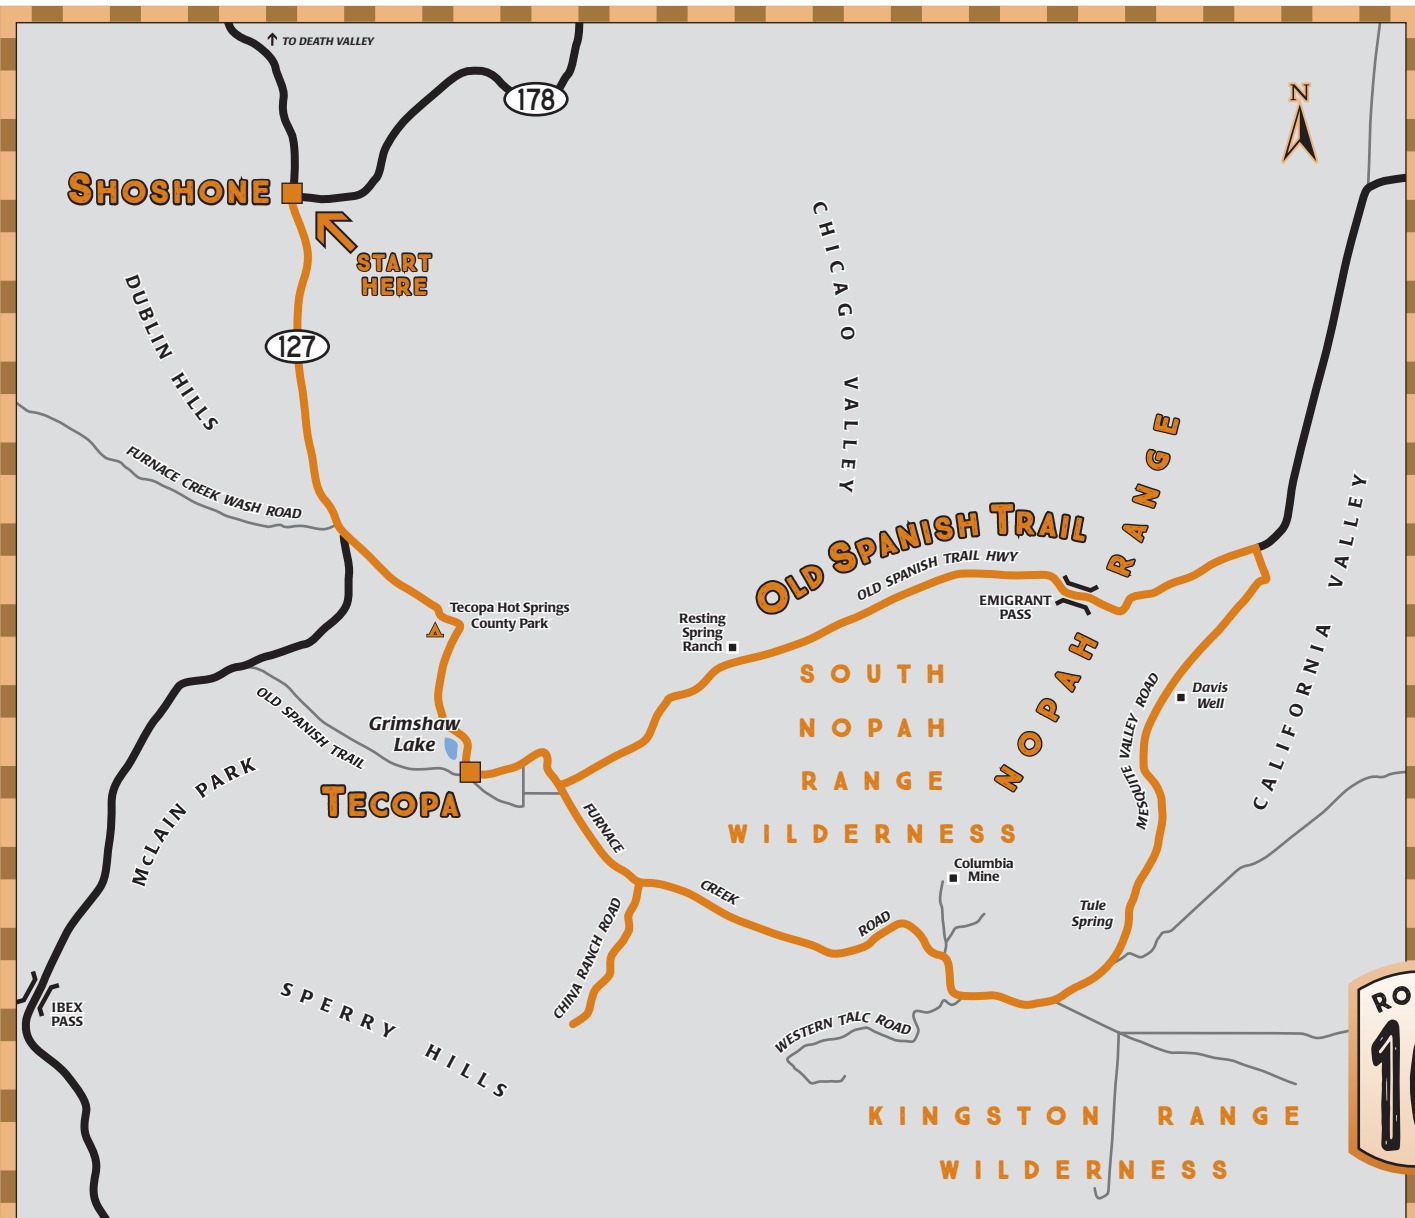 TO DEATH VALLEY
178
N
SHOSHONE
START
HERE
DUBLIN HILLS
127
CHICAGO VALLEY
FURNACE CREEK WASH ROAD
OLD SPANISH TRAIL
OLD SPANISH TRAIL HWY
NOPAH RANGE
EMIGRANT
PASS
CALIFORNIA VALLEY
Tecopa Hot Springs
County Park
Resting
Spring
Ranch
SOUTH
NOPAH
RANGE
WILDERNESS
MESQUITE VALLEY ROAD
Davis
Well
OLD SPANISH TRAIL
Grimshaw
Lake
TECOPA
McLAIN PARK
FURNACE CREEK ROAD
Columbia
Mine
Tule
Spring
CHINA RANCH ROAD
SPERRY HILLS
IBEX
PASS
WESTERN TALC ROAD
KINGSTON RANGE
WILDERNESS
RO
1